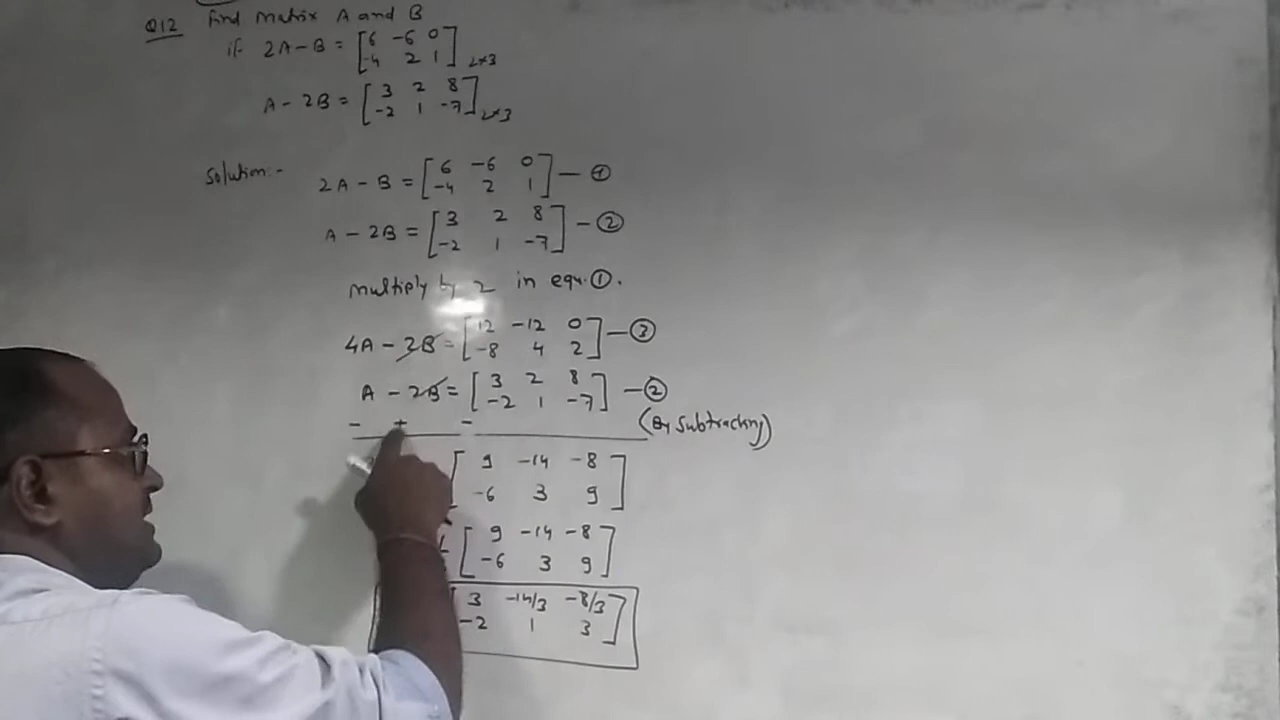 Q12 Find matrix A and B
if 2A-B = [6 -6 0
-4 2 1] 2×3
A - 2B = [3 2 8
-2 1 -7] 2×3
Solution:-
2A - B = [6 -6 0
-4 2 1] — ①
A - 2B = [3 2 8
-2 1 -7] — ②
multiply by 2 in equ. ①.
4A - 2B = [12 -12 0
-8 4 2] — ③
A - 2B = [3 2 8
-2 1 -7] — ②
- + - (By subtracting)
[9 -14 -8
-6 3 9]
[9 -14 -8
-6 3 9]
[3 -14/3 -8/3
-2 1 3]